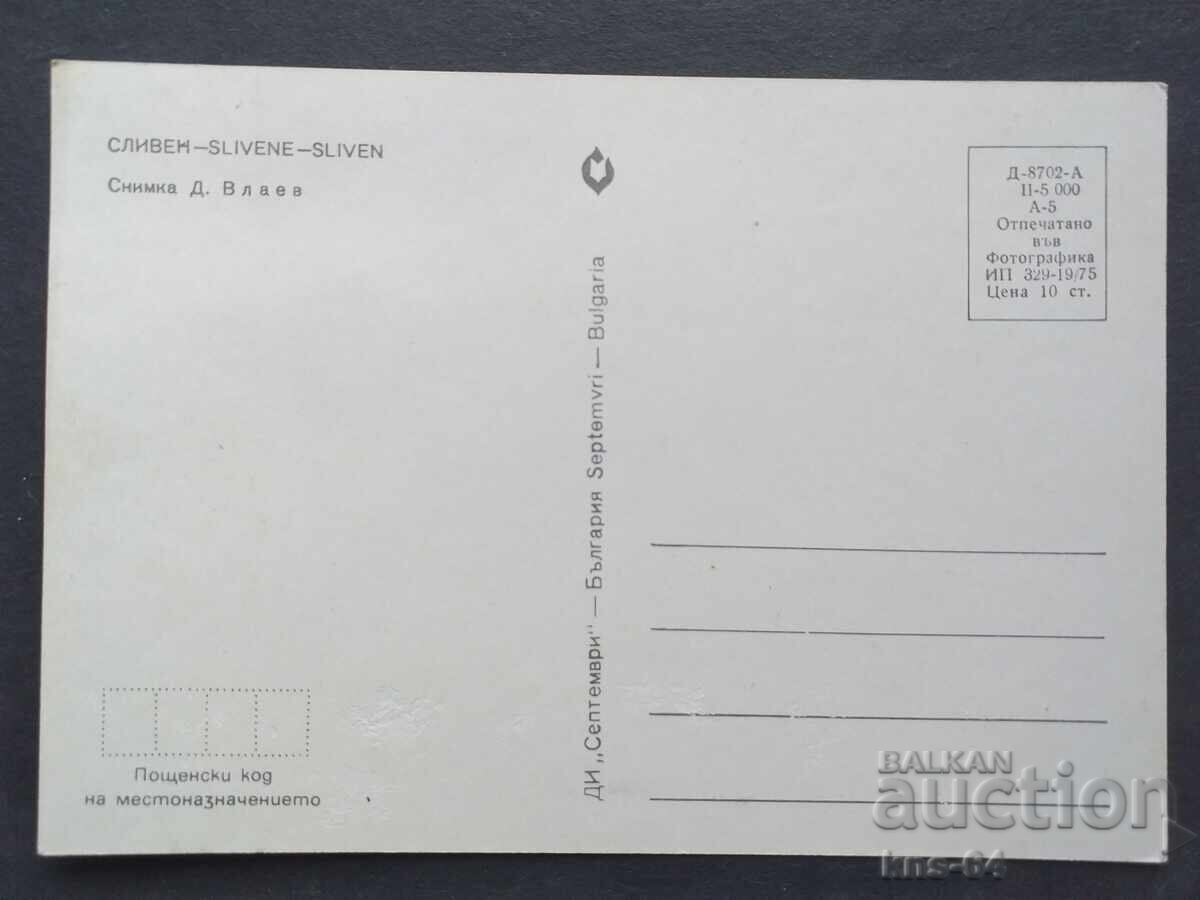 СЛИВЕН—SLIVENE—SLIVEN
Снимка Д. Влаев
Д-8702-А
II-5 000
А-5
Отпечатано
във
Фотографика
ИП 329-19/75
Цена 10 ст.
ДИ „Септември" — България Septemvri — Bulgaria
Пощенски код
на местоназначението
BALKAN
auction
kns-64